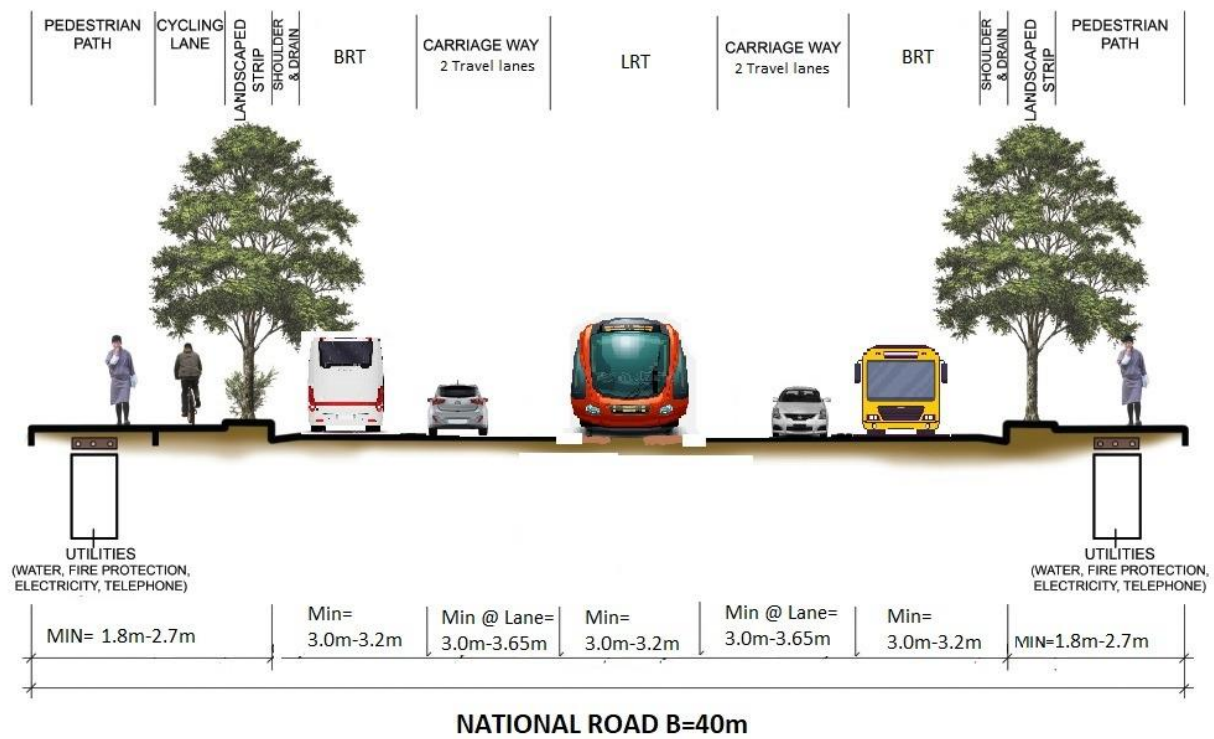 PEDESTRIAN
PATH
CYCLING
LANE
LANDSCAPED
STRIP
SHOULDER
& DRAIN
BRT
CARRIAGE WAY
2 Travel lanes
LRT
CARRIAGE WAY
2 Travel lanes
BRT
SHOULDER
& DRAIN
LANDSCAPED
STRIP
PEDESTRIAN
PATH
UTILITIES
(WATER, FIRE PROTECTION,
ELECTRICITY, TELEPHONE)
UTILITIES
(WATER, FIRE PROTECTION,
ELECTRICITY, TELEPHONE)
MIN= 1.8m-2.7m
Min=
3.0m-3.2m
Min @ Lane=
3.0m-3.65m
Min=
3.0m-3.2m
Min @ Lane=
3.0m-3.65m
Min=
3.0m-3.2m
MIN=1.8m-2.7m
NATIONAL ROAD B=40m